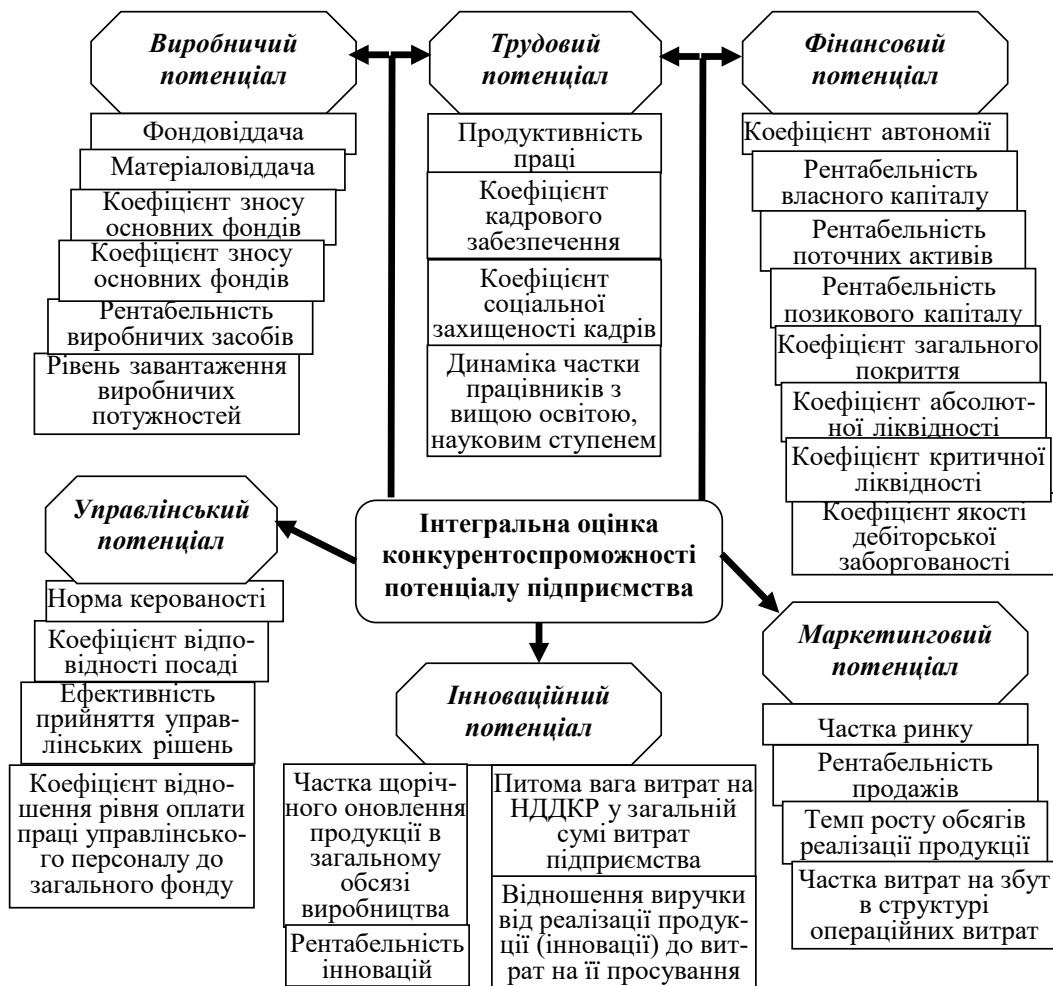 Виробничий
потенціал
Фондовіддача
Матеріаловіддача
Коефіцієнт зносу
основних фондів
Коефіцієнт зносу
основних фондів
Рентабельність
виробничих засобів
Рівень завантаження
виробничих
потужностей
Трудовий
потенціал
Продуктивність
праці
Коефіцієнт
кадрового
забезпечення
Коефіцієнт
соціальної
захищеності кадрів
Динаміка частки
працівників з
вищою освітою,
науковим ступенем
Фінансовий
потенціал
Коефіцієнт автономії
Рентабельність
власного капіталу
Рентабельність
поточних активів
Рентабельність
позикового капіталу
Коефіцієнт загального
покриття
Коефіцієнт абсолют-
ної ліквідності
Коефіцієнт критичної
ліквідності
Коефіцієнт якості
дебіторської
заборгованості
Інтегральна оцінка
конкурентоспроможності
потенціалу підприємства
Управлінський
потенціал
Норма керованості
Коефіцієнт відпо-
відності посаді
Ефективність
прийняття управ-
лінських рішень
Коефіцієнт відно-
шення рівня оплати
праці управлінсько-
го персоналу до
загального фонду
Інноваційний
потенціал
Частка щоріч-
ного оновлення
продукції в
загальному
обсязі
виробництва
Рентабельність
інновацій
Питома вага витрат на
НДДКР у загальній
сумі витрат
підприємства
Відношення виручки
від реалізації продук-
ції (інновації) до вит-
рат на її просування
Маркетинговий
потенціал
Частка ринку
Рентабельність
продажів
Темп росту обсягів
реалізації продукції
Частка витрат на збут
в структурі
операційних витрат